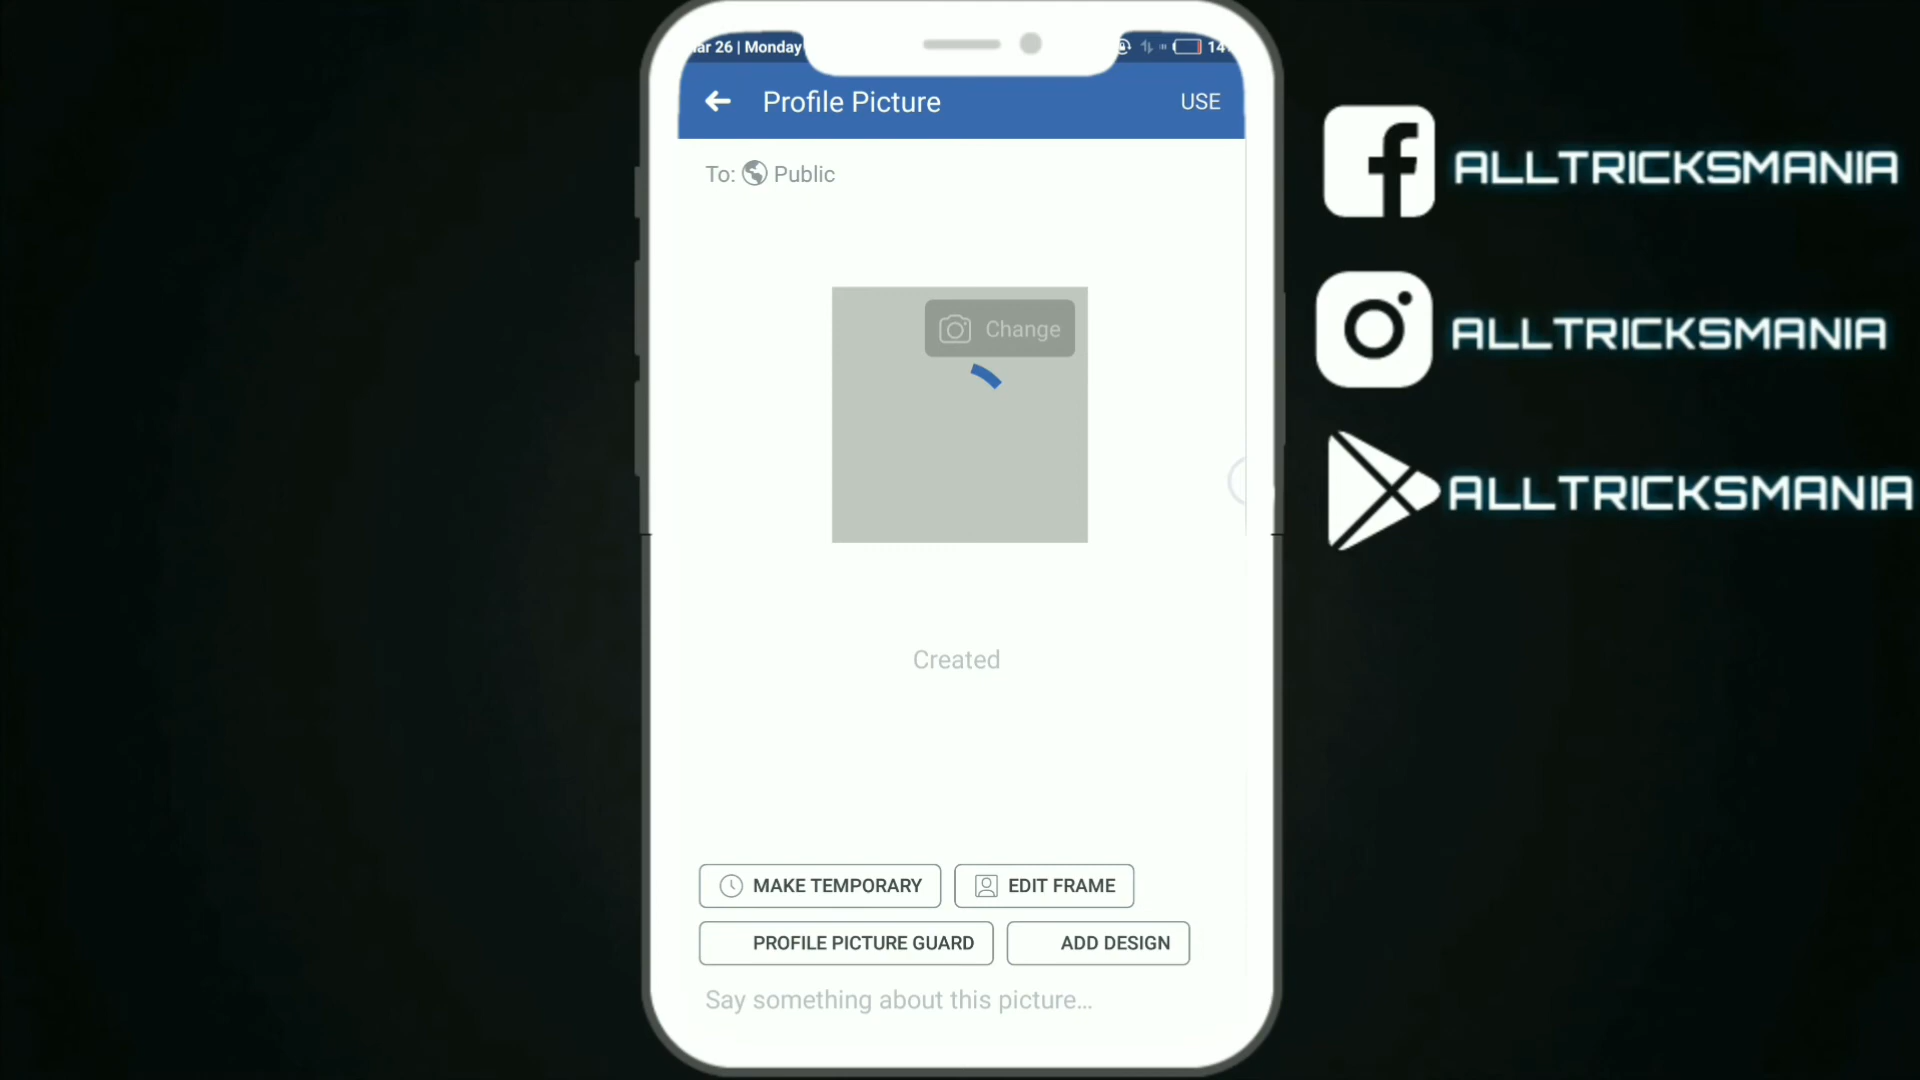 ar 26 | Monday
14
Profile Picture
USE
To: Public
Change
Created
MAKE TEMPORARY
EDIT FRAME
PROFILE PICTURE GUARD
ADD DESIGN
Say something about this picture...
ALLTRICKSMANIA
ALLTRICKSMANIA
ALLTRICKSMANIA